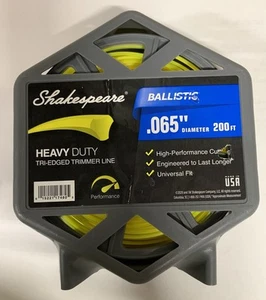 Shakespeare®
BALLISTIC™
.065" DIAMETER 200 FT
HEAVY DUTY
TRI-EDGED TRIMMER LINE
High-Performance Cut
Engineered to Last Longer
Universal Fit
Performance
USA